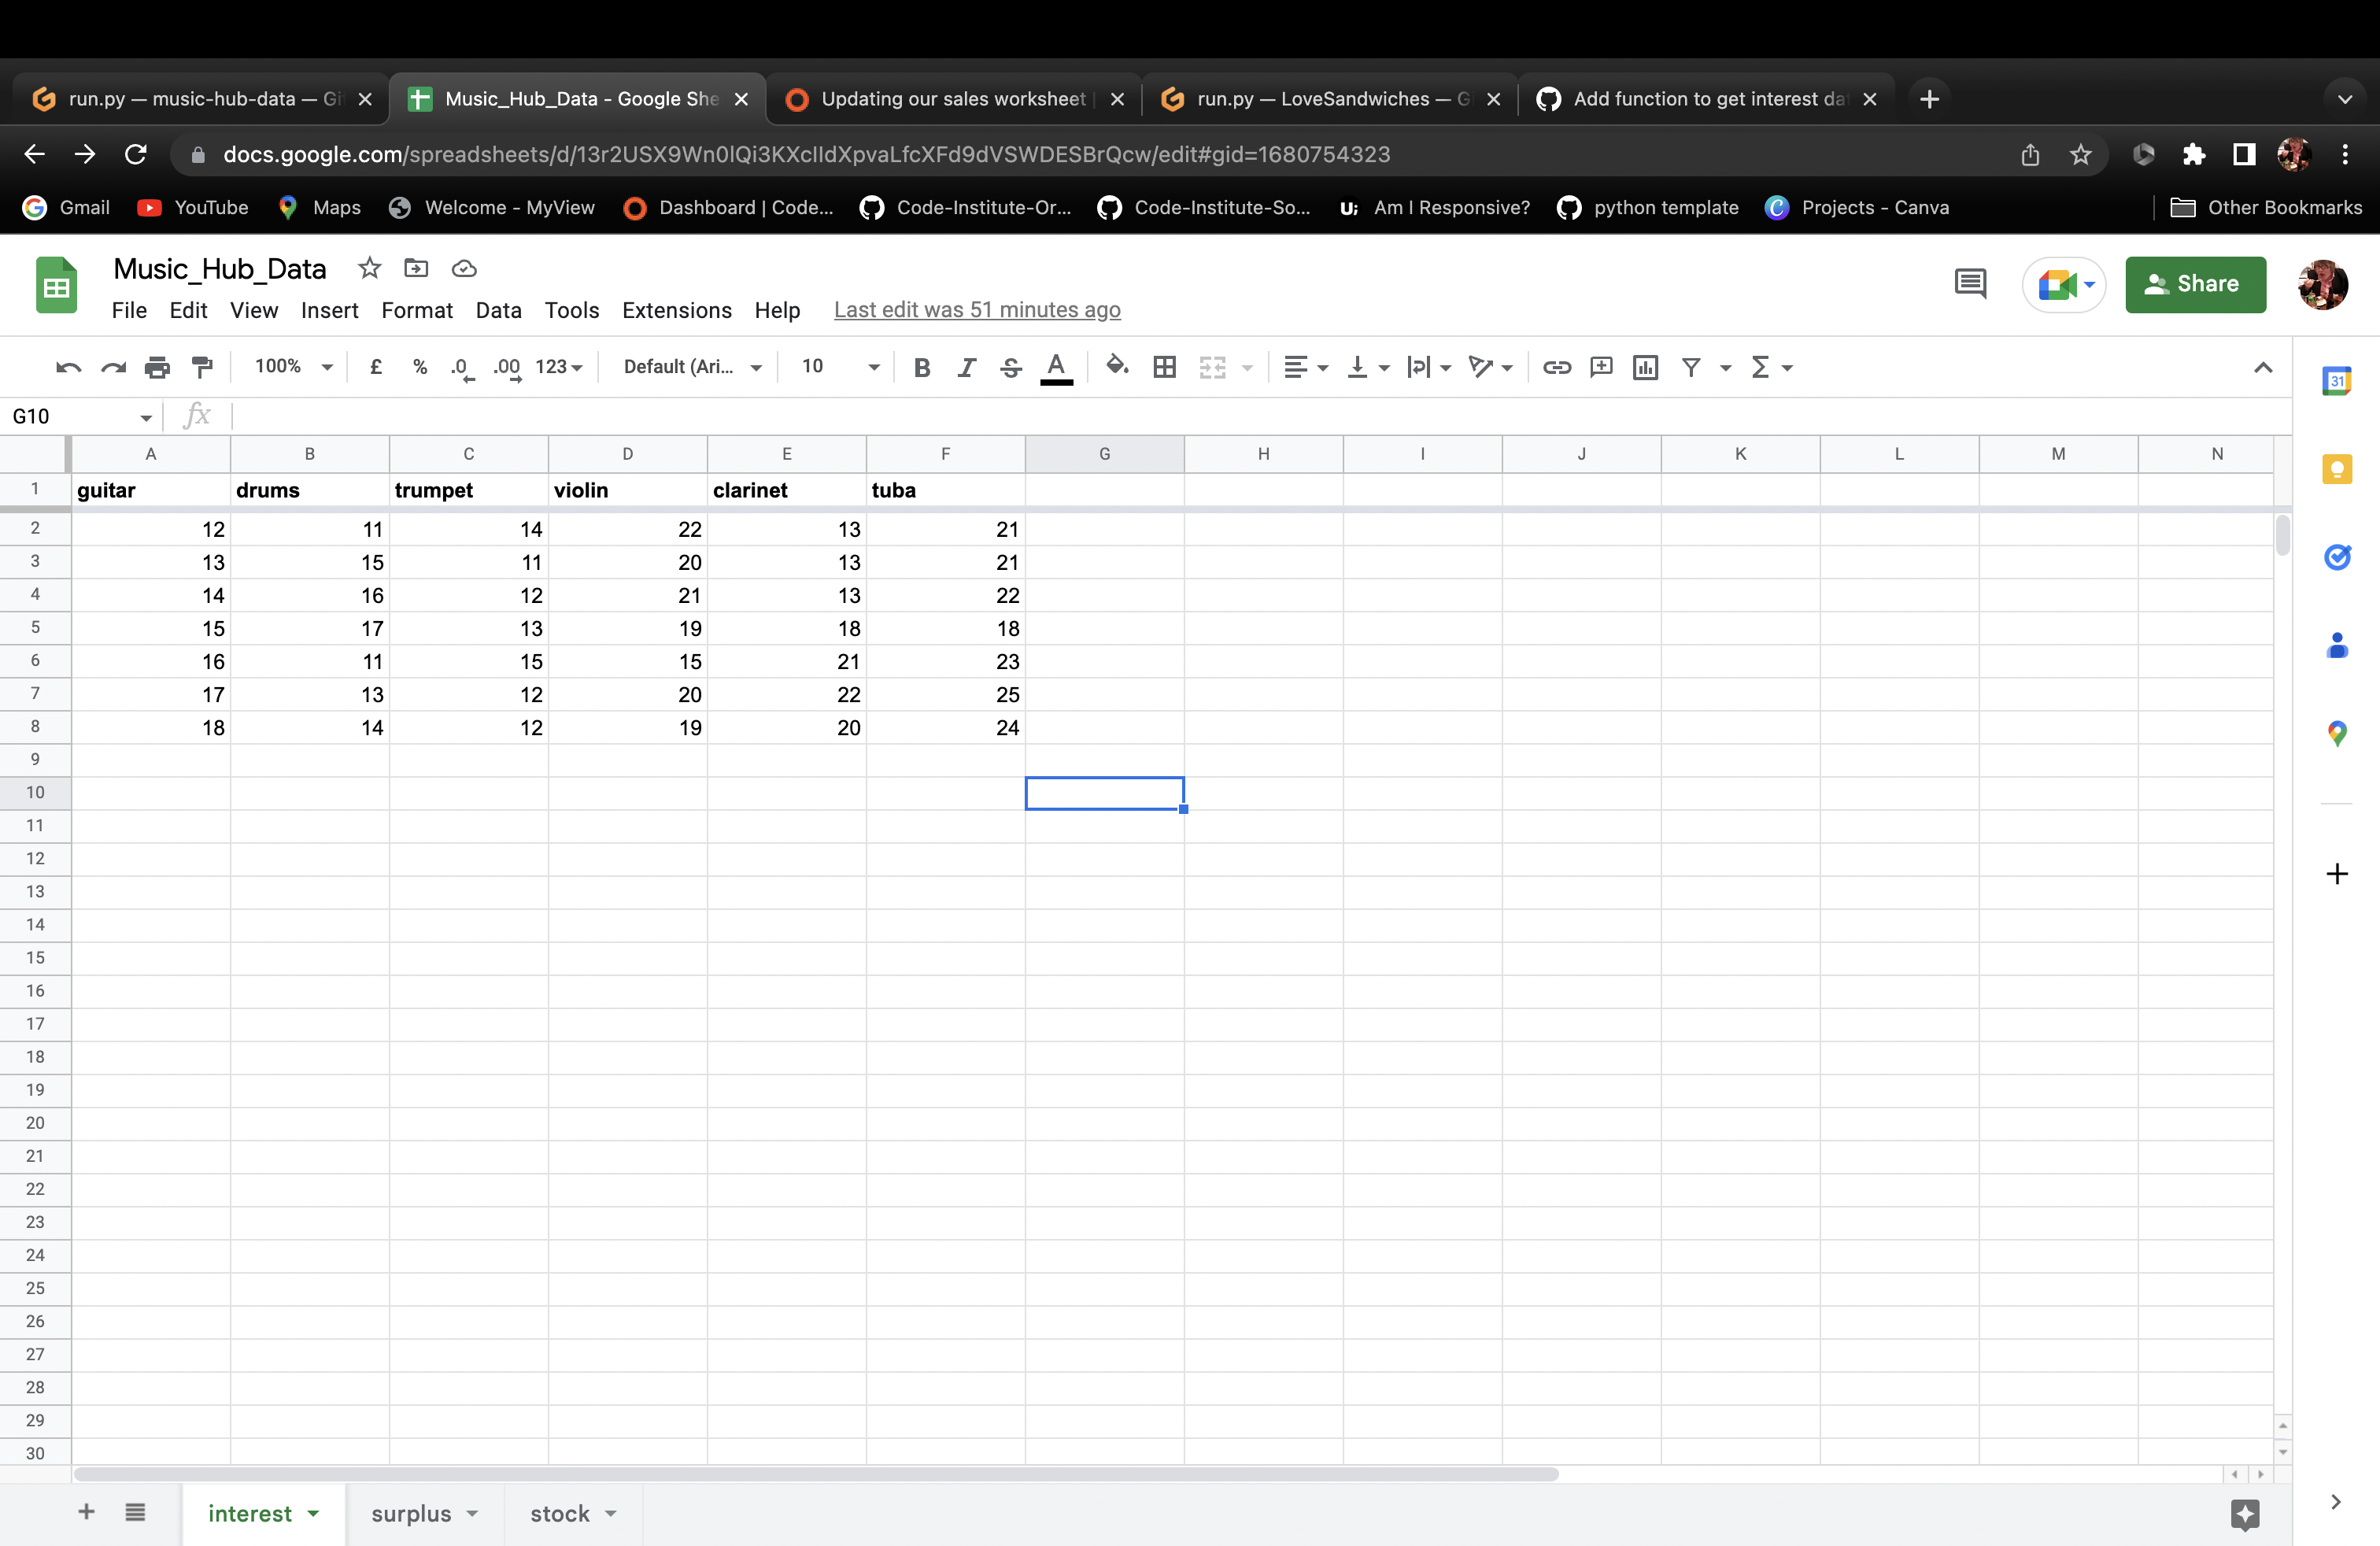 run.py — music-hub-data — Gi
Music_Hub_Data - Google She
Updating our sales worksheet |
run.py — LoveSandwiches — G
Add function to get interest da
docs.google.com/spreadsheets/d/13r2USX9Wn0lQi3KXcIIdXpvaLfcXFd9dVSWDESBrQcw/edit#gid=1680754323
Gmail YouTube Maps Welcome - MyView Dashboard | Code... Code-Institute-Or... Code-Institute-So... Ui; Am I Responsive? python template Projects - Canva Other Bookmarks
Music_Hub_Data
File Edit View Insert Format Data Tools Extensions Help Last edit was 51 minutes ago
Share
100% £ % .0 .00 123 Default (Ari... 10 B I S A
31
G10 fx
A B C D E F G H I J K L M N
1 guitar drums trumpet violin clarinet tuba
2 12 11 14 22 13 21
3 13 15 11 20 13 21
4 14 16 12 21 13 22
5 15 17 13 19 18 18
6 16 11 15 15 21 23
7 17 13 12 20 22 25
8 18 14 12 19 20 24
9
10
11
12
13
14
15
16
17
18
19
20
21
22
23
24
25
26
27
28
29
30
interest surplus stock